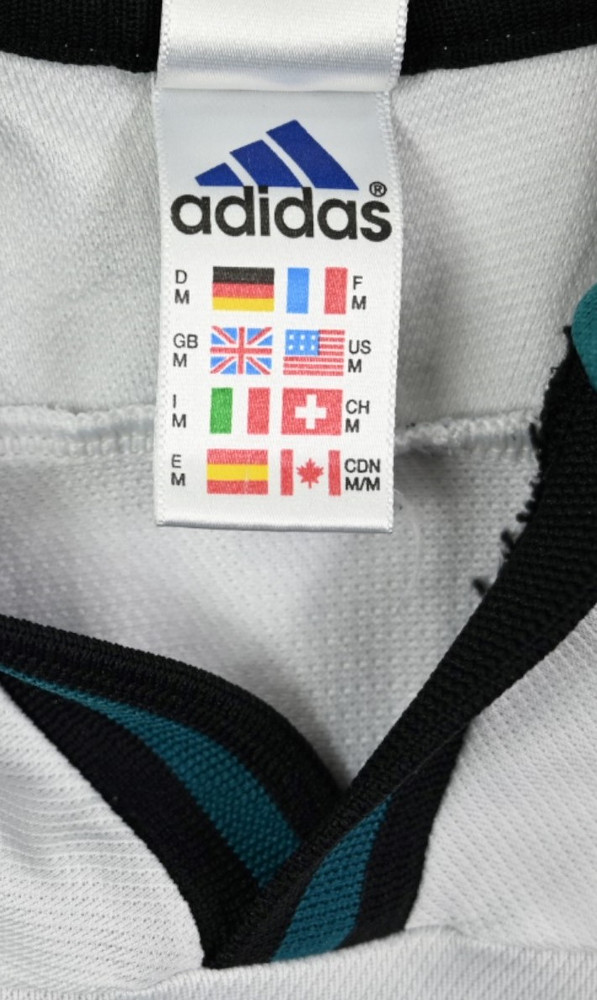 adidas®
D M F M
GB M US M
I M CH M
E M CDN M/M